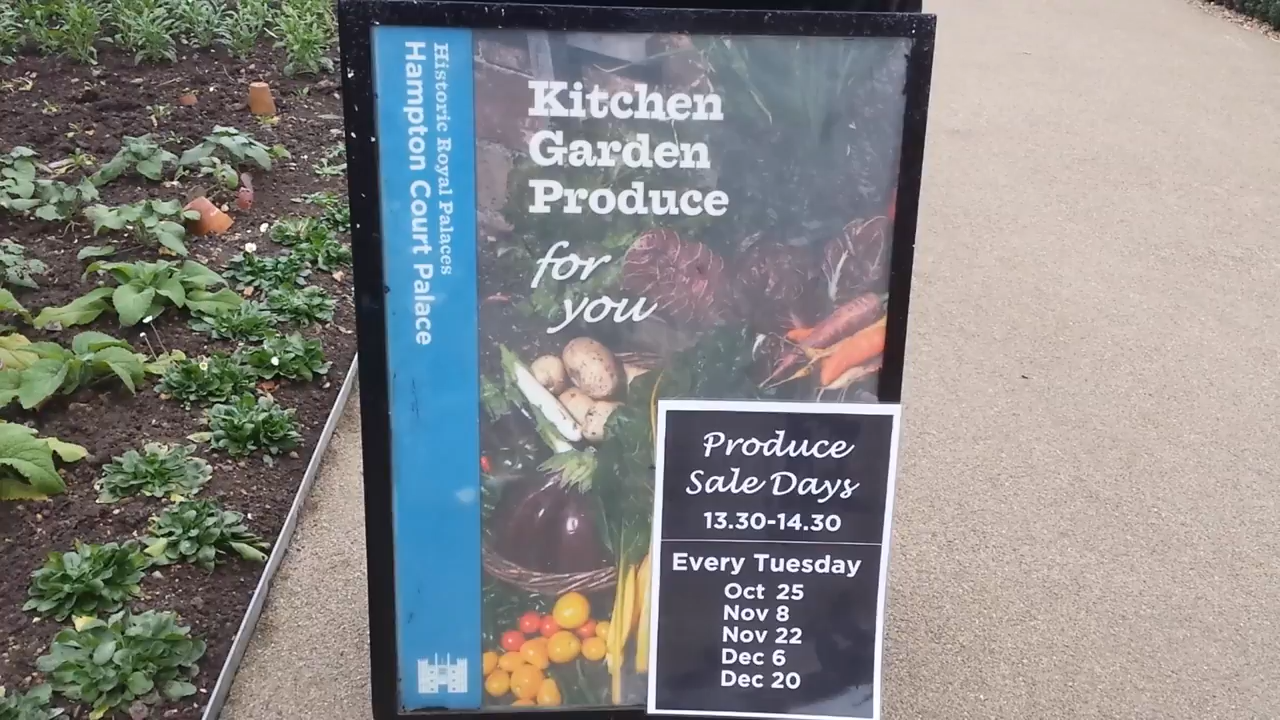 Historic Royal Palaces
Hampton Court Palace
Kitchen
Garden
Produce
for
you
Produce
Sale Days
13.30-14.30
Every Tuesday
Oct 25
Nov 8
Nov 22
Dec 6
Dec 20